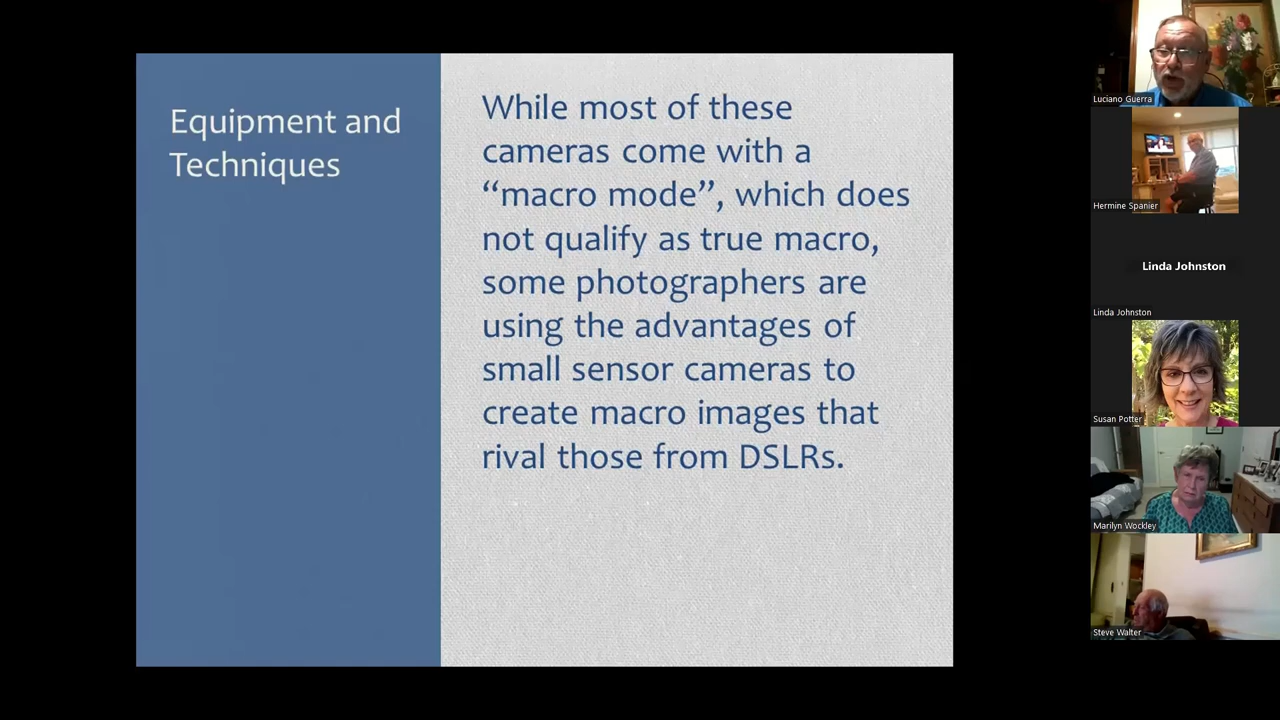 Equipment and
Techniques
While most of these
cameras come with a
“macro mode”, which does
not qualify as true macro,
some photographers are
using the advantages of
small sensor cameras to
create macro images that
rival those from DSLRs.
Luciano Guerra
Hermine Spanier
Linda Johnston
Linda Johnston
Susan Potter
Marilyn Wockley
Steve Walter